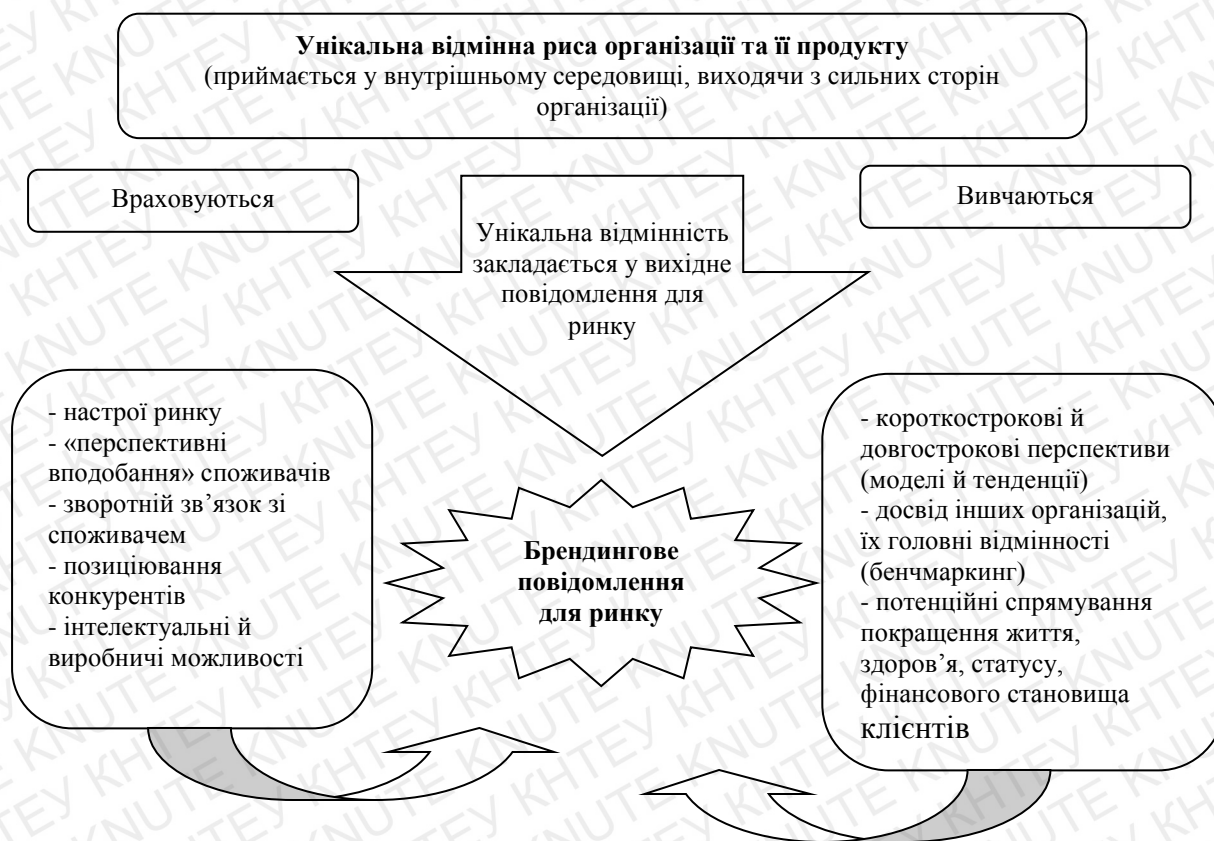 Унікальна відмінна риса організації та її продукту
(приймається у внутрішньому середовищі, виходячи з сильних сторін
організації)
Враховуються
Вивчаються
Унікальна відмінність
закладається у вихідне
повідомлення для
ринку
- настрої ринку
- «перспективні
вподобання» споживачів
- зворотній зв’язок зі
споживачем
- позиціювання
конкурентів
- інтелектуальні й
виробничі можливості
Брендингове
повідомлення
для ринку
- короткострокові й
довгострокові перспективи
(моделі й тенденції)
- досвід інших організацій,
їх головні відмінності
(бенчмаркинг)
- потенційні спрямування
покращення життя,
здоров’я, статусу,
фінансового становища
клієнтів
KNUTE КНТЕУ